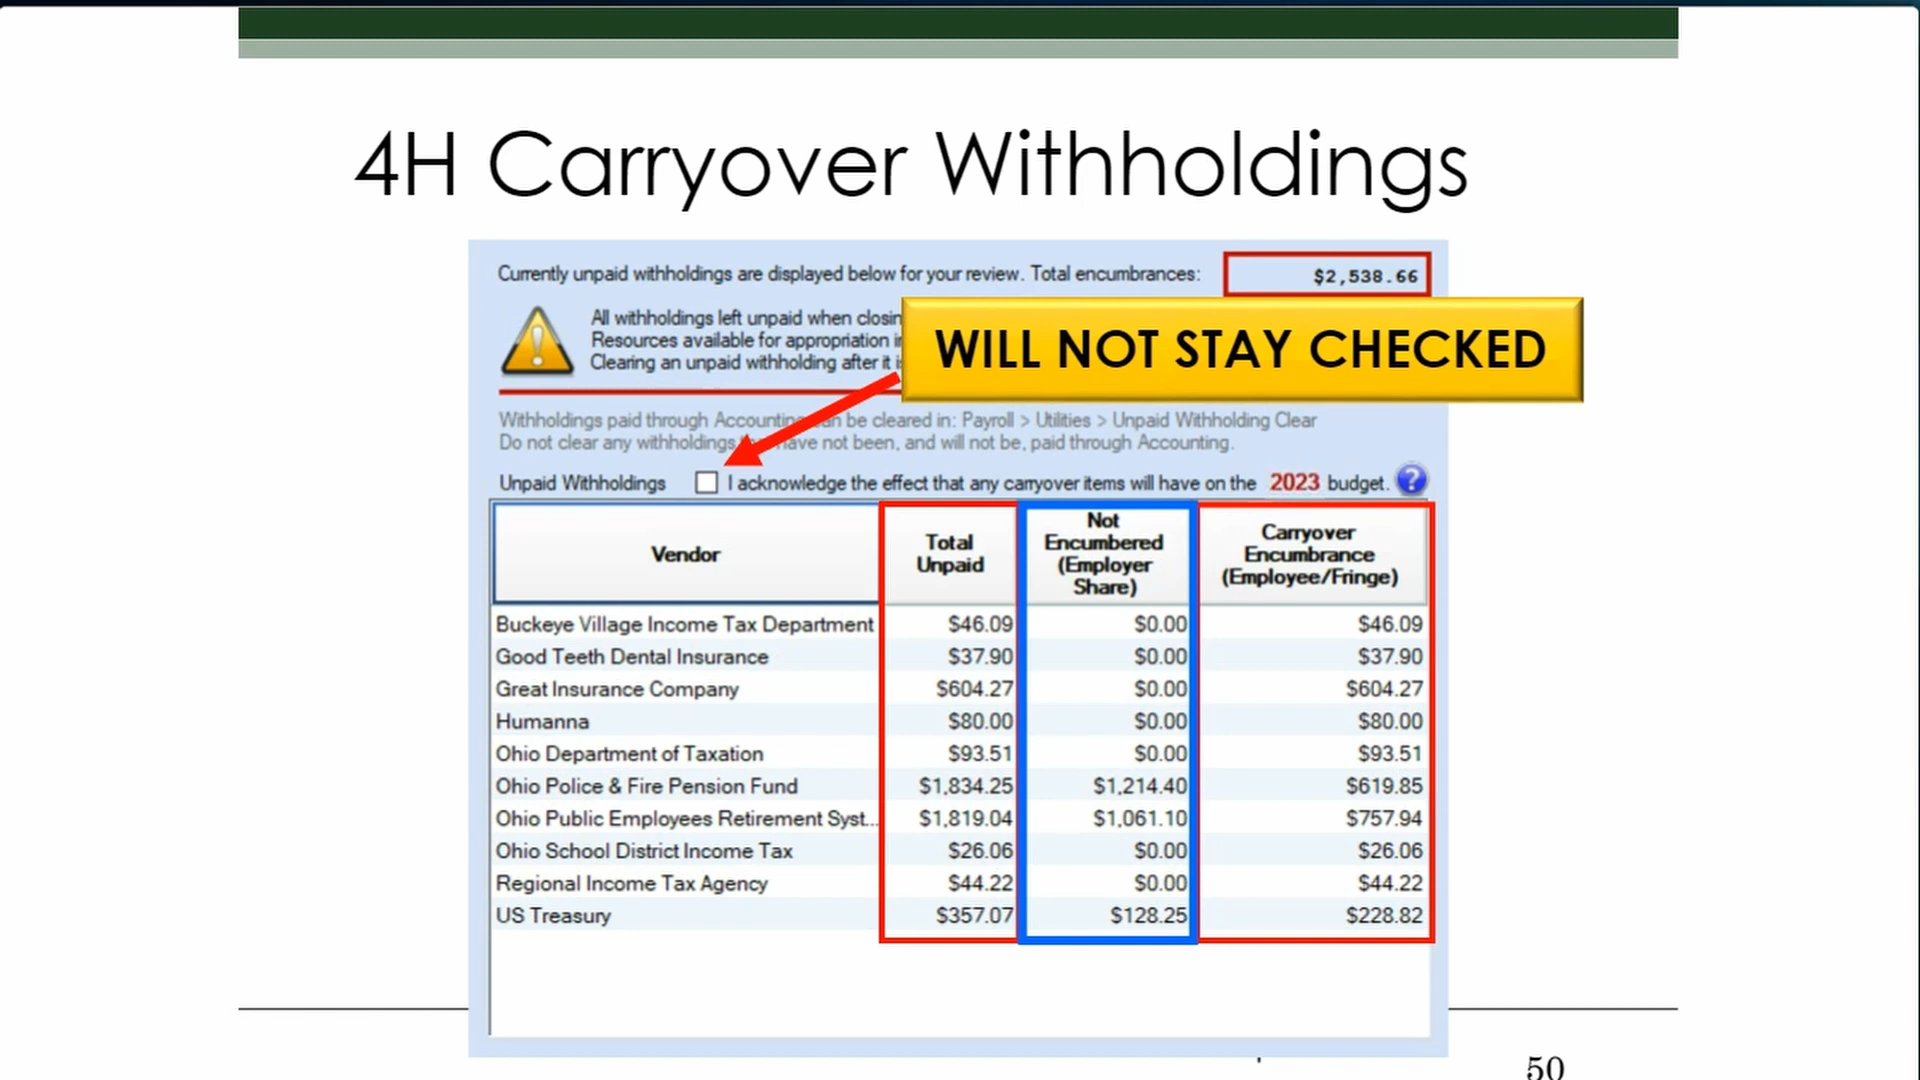 4H Carryover Withholdings
Currently unpaid withholdings are displayed below for your review. Total encumbrances: $2,538.66
All withholdings left unpaid when closin
Resources available for appropriation i
Clearing an unpaid withholding after it i
WILL NOT STAY CHECKED
Withholdings paid through Accounting can be cleared in: Payroll > Utilities > Unpaid Withholding Clear
Do not clear any withholdings that have not been, and will not be, paid through Accounting.
Unpaid Withholdings I acknowledge the effect that any carryover items will have on the 2023 budget. ?
Vendor
Total
Unpaid
Not
Encumbered
(Employer
Share)
Carryover
Encumbrance
(Employee/Fringe)
Buckeye Village Income Tax Department $46.09 $0.00 $46.09
Good Teeth Dental Insurance $37.90 $0.00 $37.90
Great Insurance Company $604.27 $0.00 $604.27
Humanna $80.00 $0.00 $80.00
Ohio Department of Taxation $93.51 $0.00 $93.51
Ohio Police & Fire Pension Fund $1,834.25 $1,214.40 $619.85
Ohio Public Employees Retirement Syst... $1,819.04 $1,061.10 $757.94
Ohio School District Income Tax $26.06 $0.00 $26.06
Regional Income Tax Agency $44.22 $0.00 $44.22
US Treasury $357.07 $128.25 $228.82
50